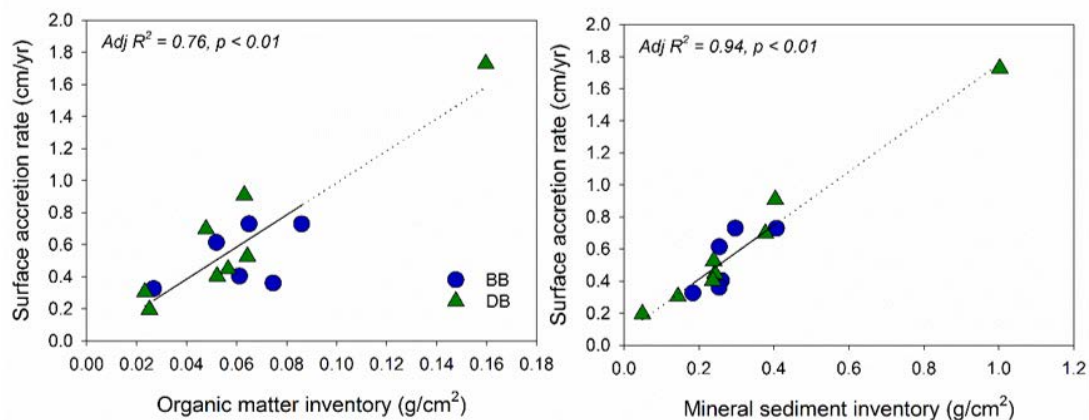 Adj R² = 0.76, p < 0.01
Surface accretion rate (cm/yr)
2.0
1.8
1.6
1.4
1.2
1.0
0.8
0.6
0.4
0.2
0.0
BB
DB
0.00 0.02 0.04 0.06 0.08 0.10 0.12 0.14 0.16 0.18
Organic matter inventory (g/cm²)
Adj R² = 0.94, p < 0.01
Surface accretion rate (cm/yr)
2.0
1.8
1.6
1.4
1.2
1.0
0.8
0.6
0.4
0.2
0.0
0.0 0.2 0.4 0.6 0.8 1.0 1.2
Mineral sediment inventory (g/cm²)